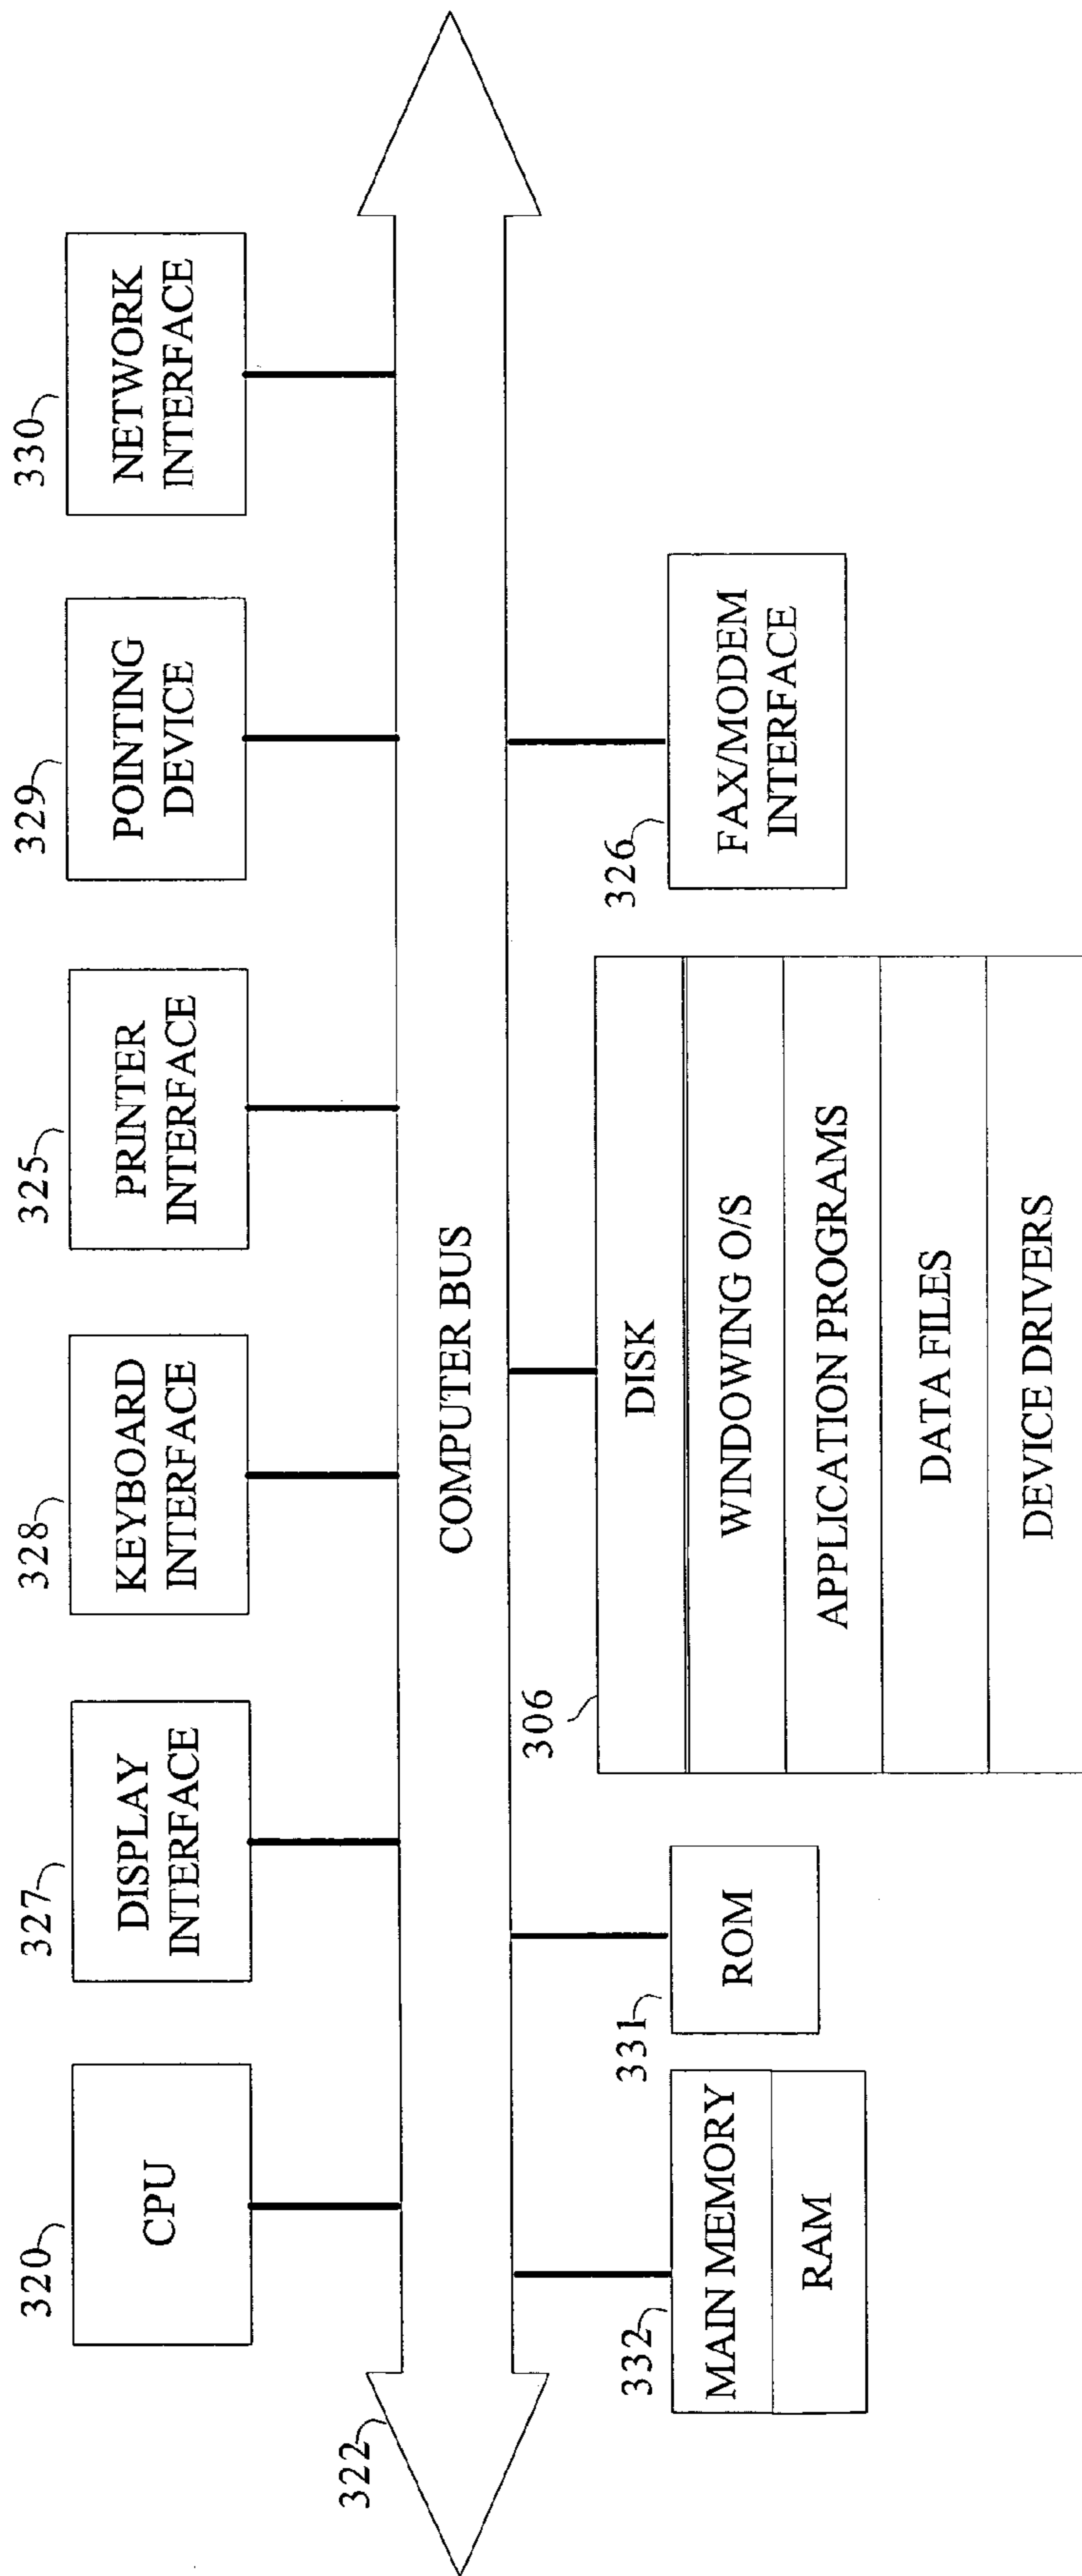 320
CPU
327
DISPLAY
INTERFACE
328
KEYBOARD
INTERFACE
325
PRINTER
INTERFACE
329
POINTING
DEVICE
330
NETWORK
INTERFACE
322
COMPUTER BUS
332
MAIN MEMORY
RAM
331
ROM
306
DISK
WINDOWING O/S
APPLICATION PROGRAMS
DATA FILES
DEVICE DRIVERS
326
FAX/MODEM
INTERFACE